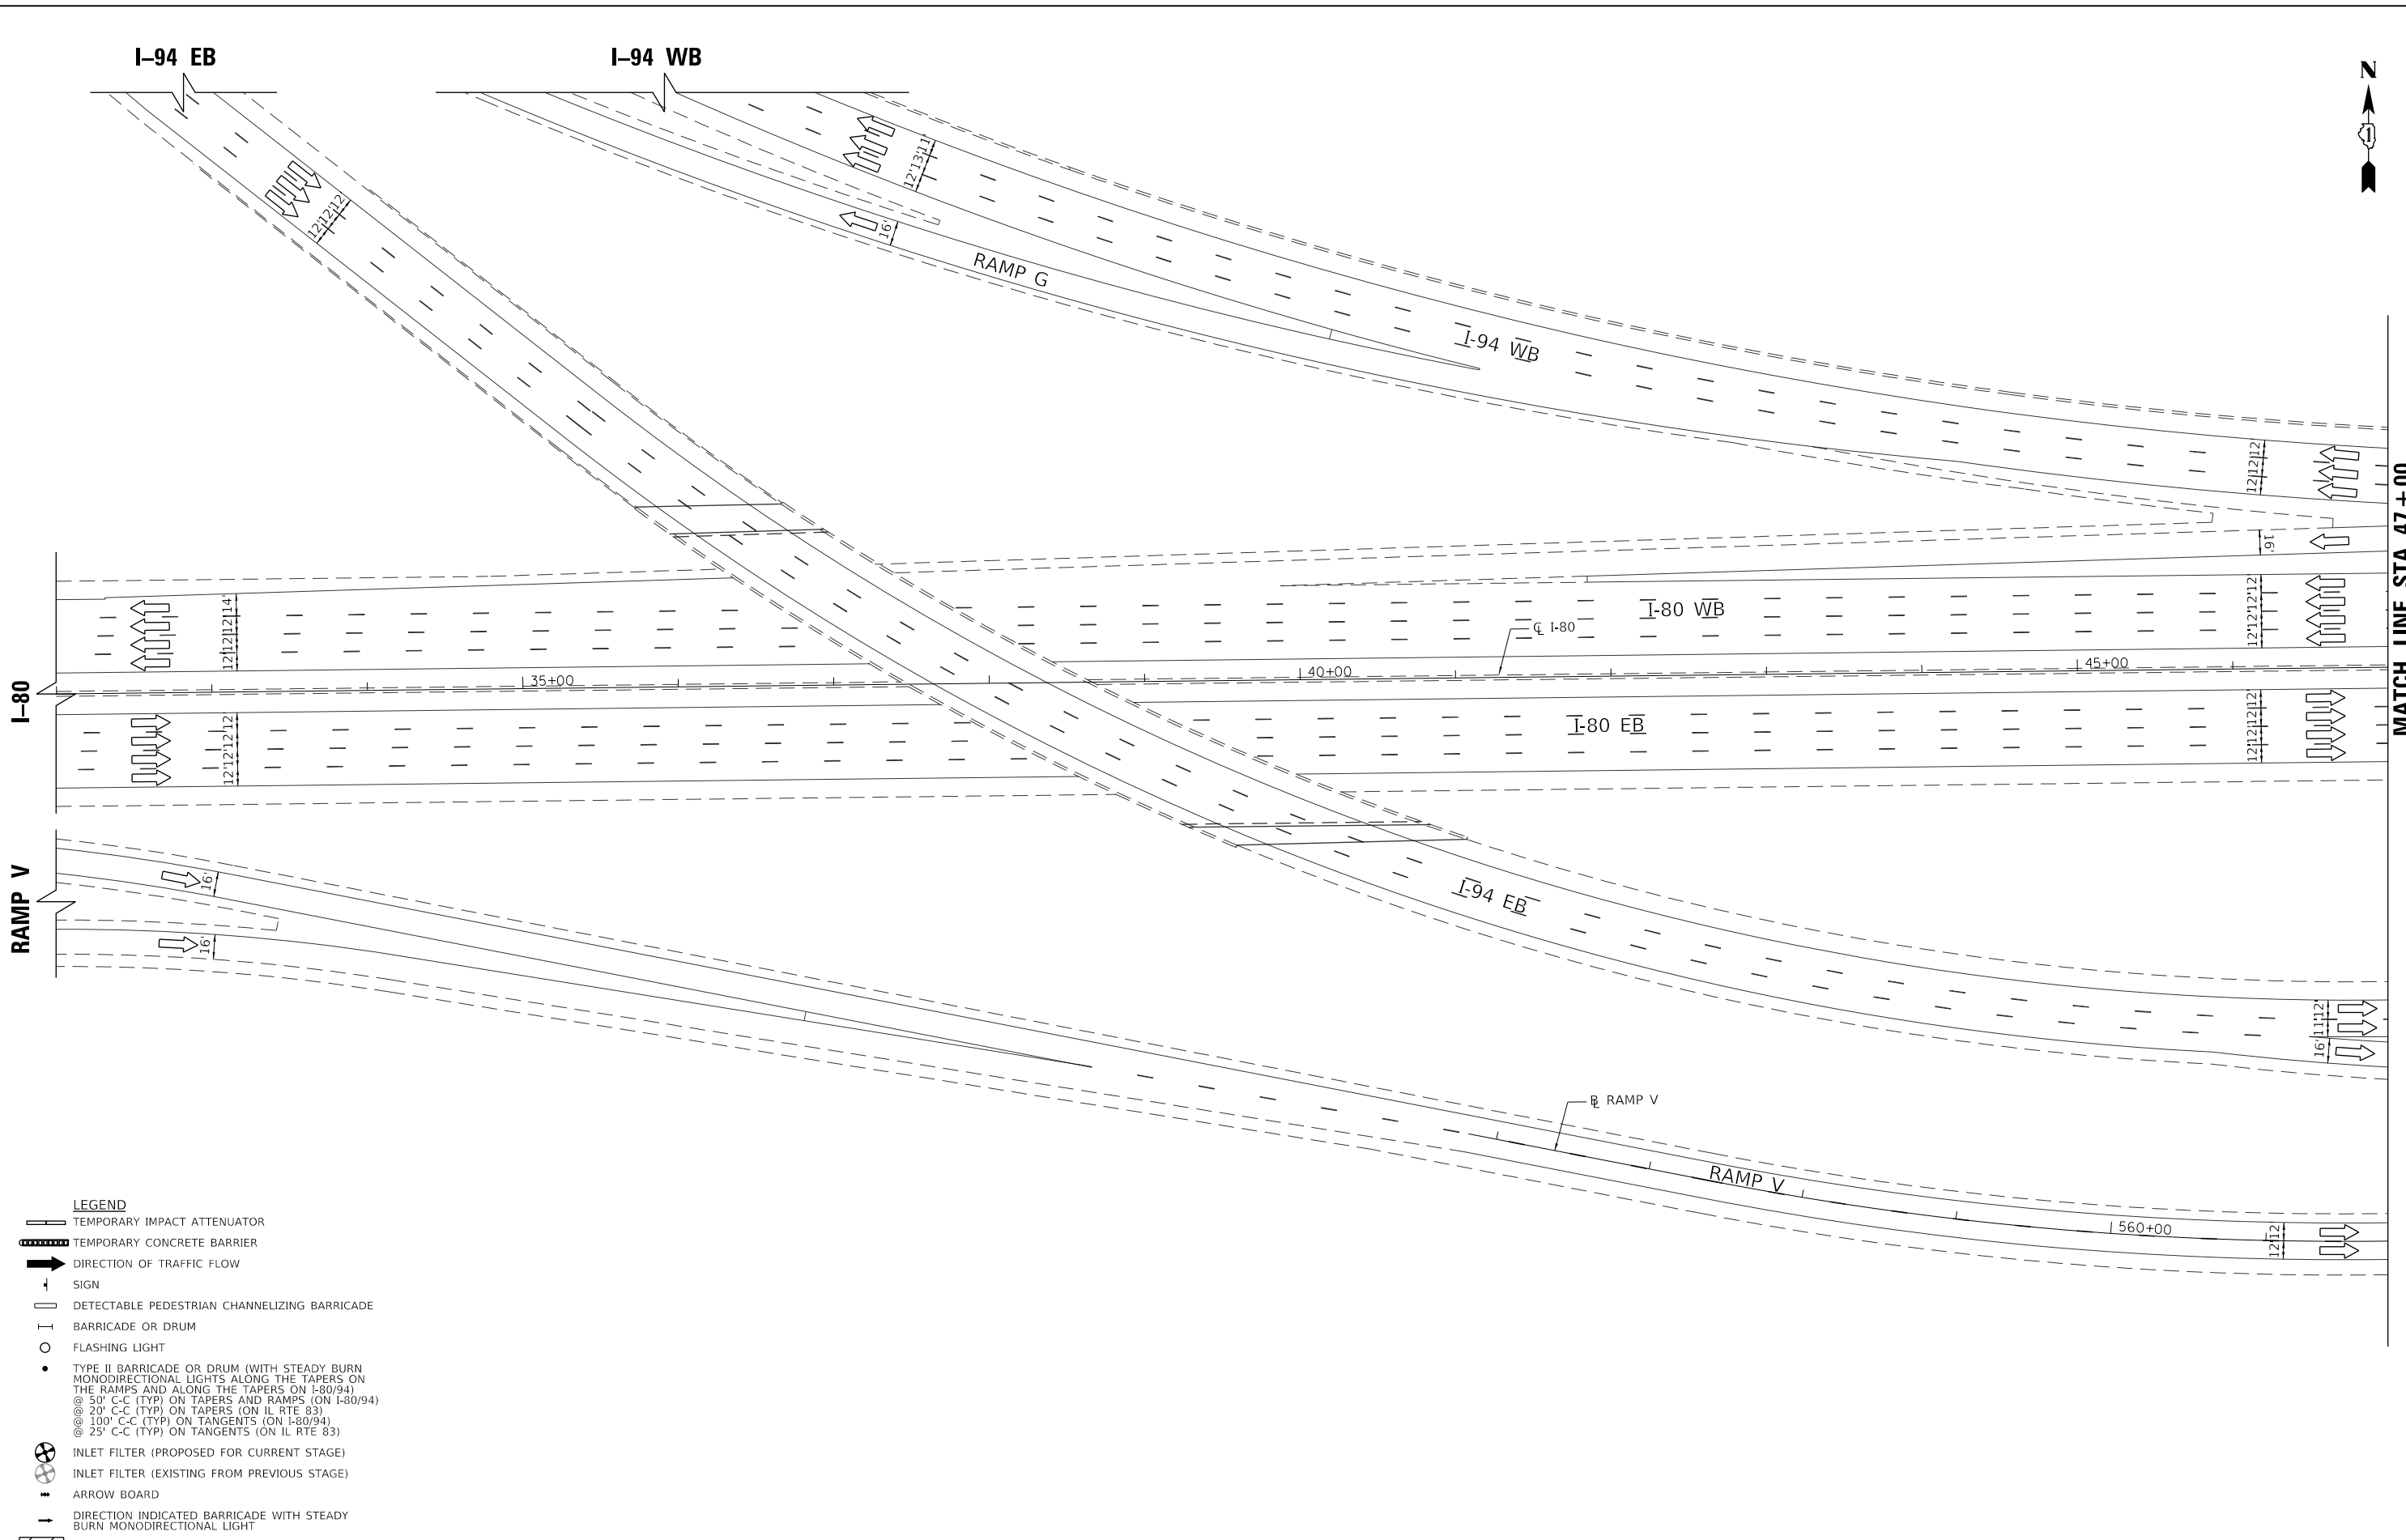 I–94 EB
I–94 WB
N
1
12' 13' 11'
12' 12' 12'
16'
RAMP G
I-94 WB
12' 12' 12'
16'
MATCH LINE STA 47+00
12' 12' 12' 14'
I-80 WB
12' 12' 12' 12'
℄ I-80
35+00
40+00
45+00
I–80
I-80 EB
12' 12' 12' 12'
12' 12' 12' 12'
RAMP V
16'
16'
I-94 EB
11' 12'
16'
⅊ RAMP V
RAMP V
560+00
12' 12'
LEGEND
TEMPORARY IMPACT ATTENUATOR
TEMPORARY CONCRETE BARRIER
DIRECTION OF TRAFFIC FLOW
SIGN
DETECTABLE PEDESTRIAN CHANNELIZING BARRICADE
BARRICADE OR DRUM
FLASHING LIGHT
TYPE II BARRICADE OR DRUM (WITH STEADY BURN
MONODIRECTIONAL LIGHTS ALONG THE TAPERS ON
THE RAMPS AND ALONG THE TAPERS ON I-80/94)
@ 50' C-C (TYP) ON TAPERS AND RAMPS (ON I-80/94)
@ 20' C-C (TYP) ON TAPERS (ON IL RTE 83)
@ 100' C-C (TYP) ON TANGENTS (ON I-80/94)
@ 25' C-C (TYP) ON TANGENTS (ON IL RTE 83)
INLET FILTER (PROPOSED FOR CURRENT STAGE)
INLET FILTER (EXISTING FROM PREVIOUS STAGE)
ARROW BOARD
DIRECTION INDICATED BARRICADE WITH STEADY
BURN MONODIRECTIONAL LIGHT